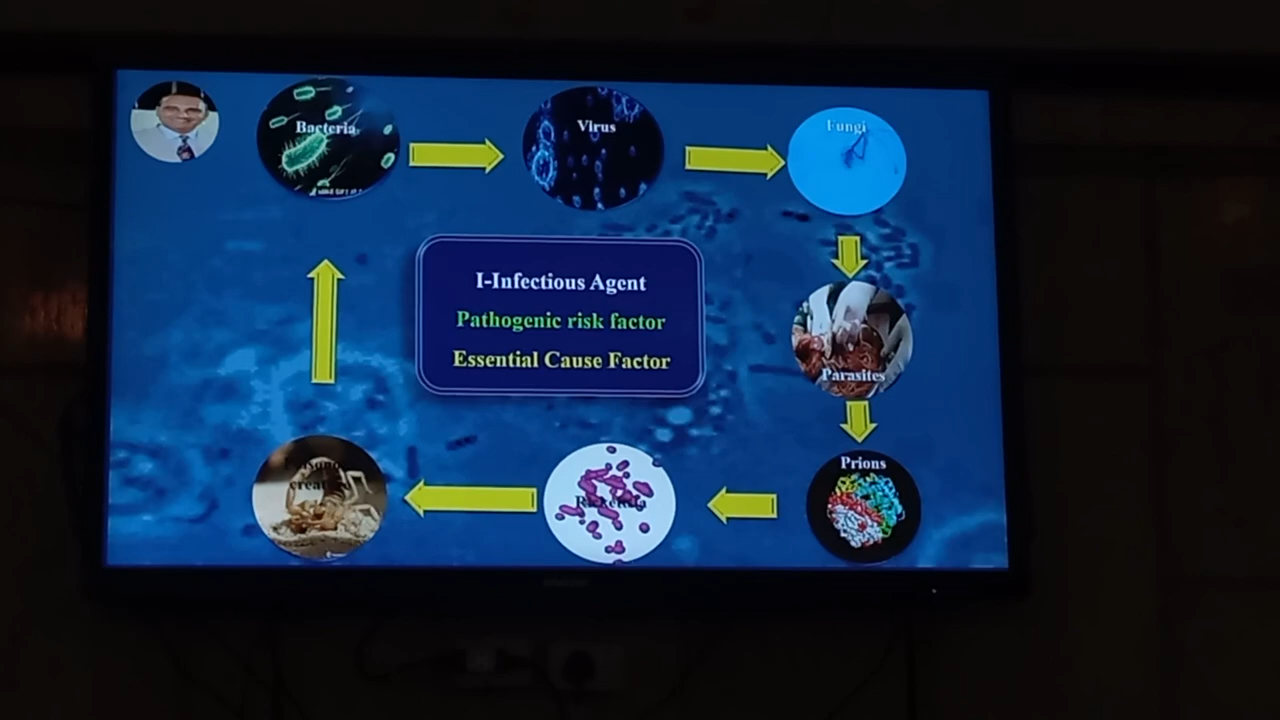 Bacteria
Virus
Fungi
I-Infectious Agent
Pathogenic risk factor
Essential Cause Factor
Parasites
Prions